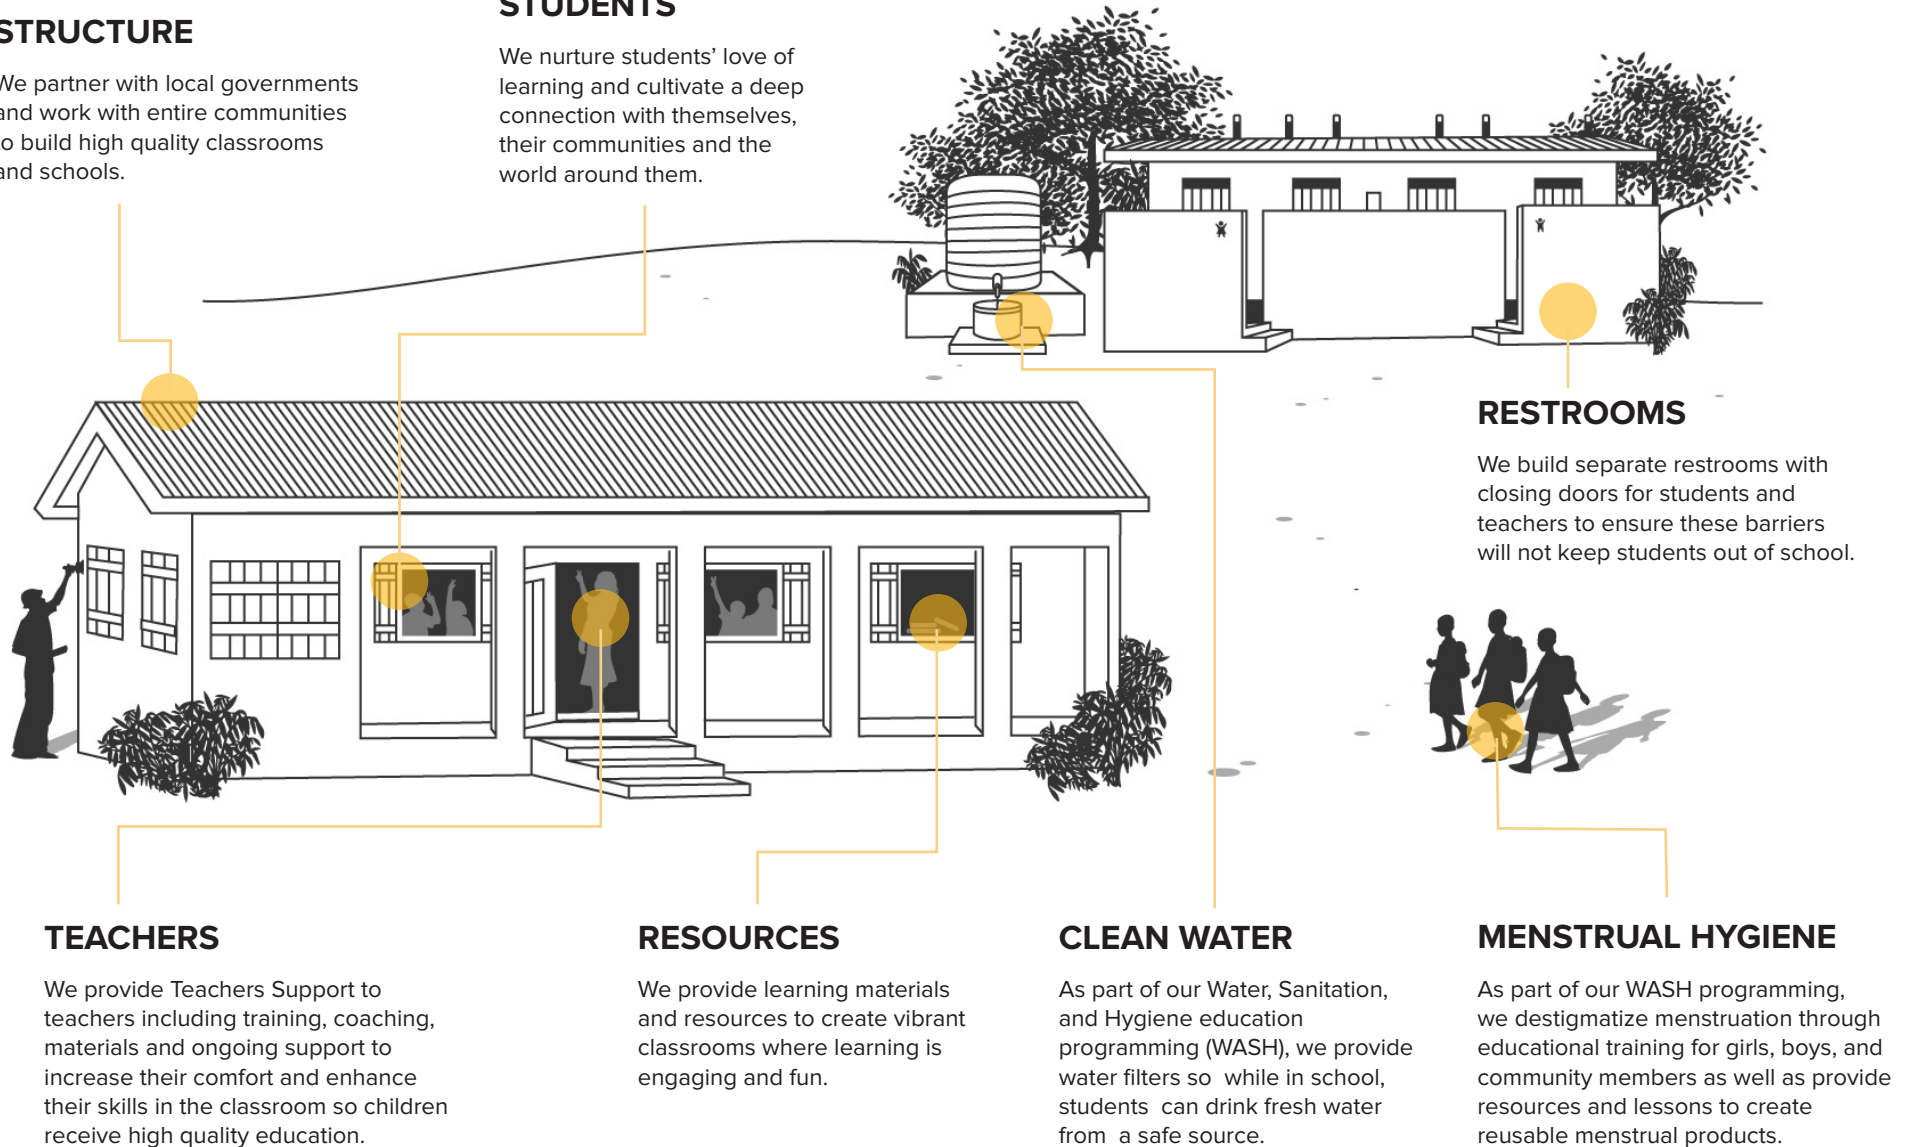 STRUCTURE
We partner with local governments
and work with entire communities
to build high quality classrooms
and schools.
STUDENTS
We nurture students’ love of
learning and cultivate a deep
connection with themselves,
their communities and the
world around them.
RESTROOMS
We build separate restrooms with
closing doors for students and
teachers to ensure these barriers
will not keep students out of school.
TEACHERS
We provide Teachers Support to
teachers including training, coaching,
materials and ongoing support to
increase their comfort and enhance
their skills in the classroom so children
receive high quality education.
RESOURCES
We provide learning materials
and resources to create vibrant
classrooms where learning is
engaging and fun.
CLEAN WATER
As part of our Water, Sanitation,
and Hygiene education
programming (WASH), we provide
water filters so while in school,
students can drink fresh water
from a safe source.
MENSTRUAL HYGIENE
As part of our WASH programming,
we destigmatize menstruation through
educational training for girls, boys, and
community members as well as provide
resources and lessons to create
reusable menstrual products.